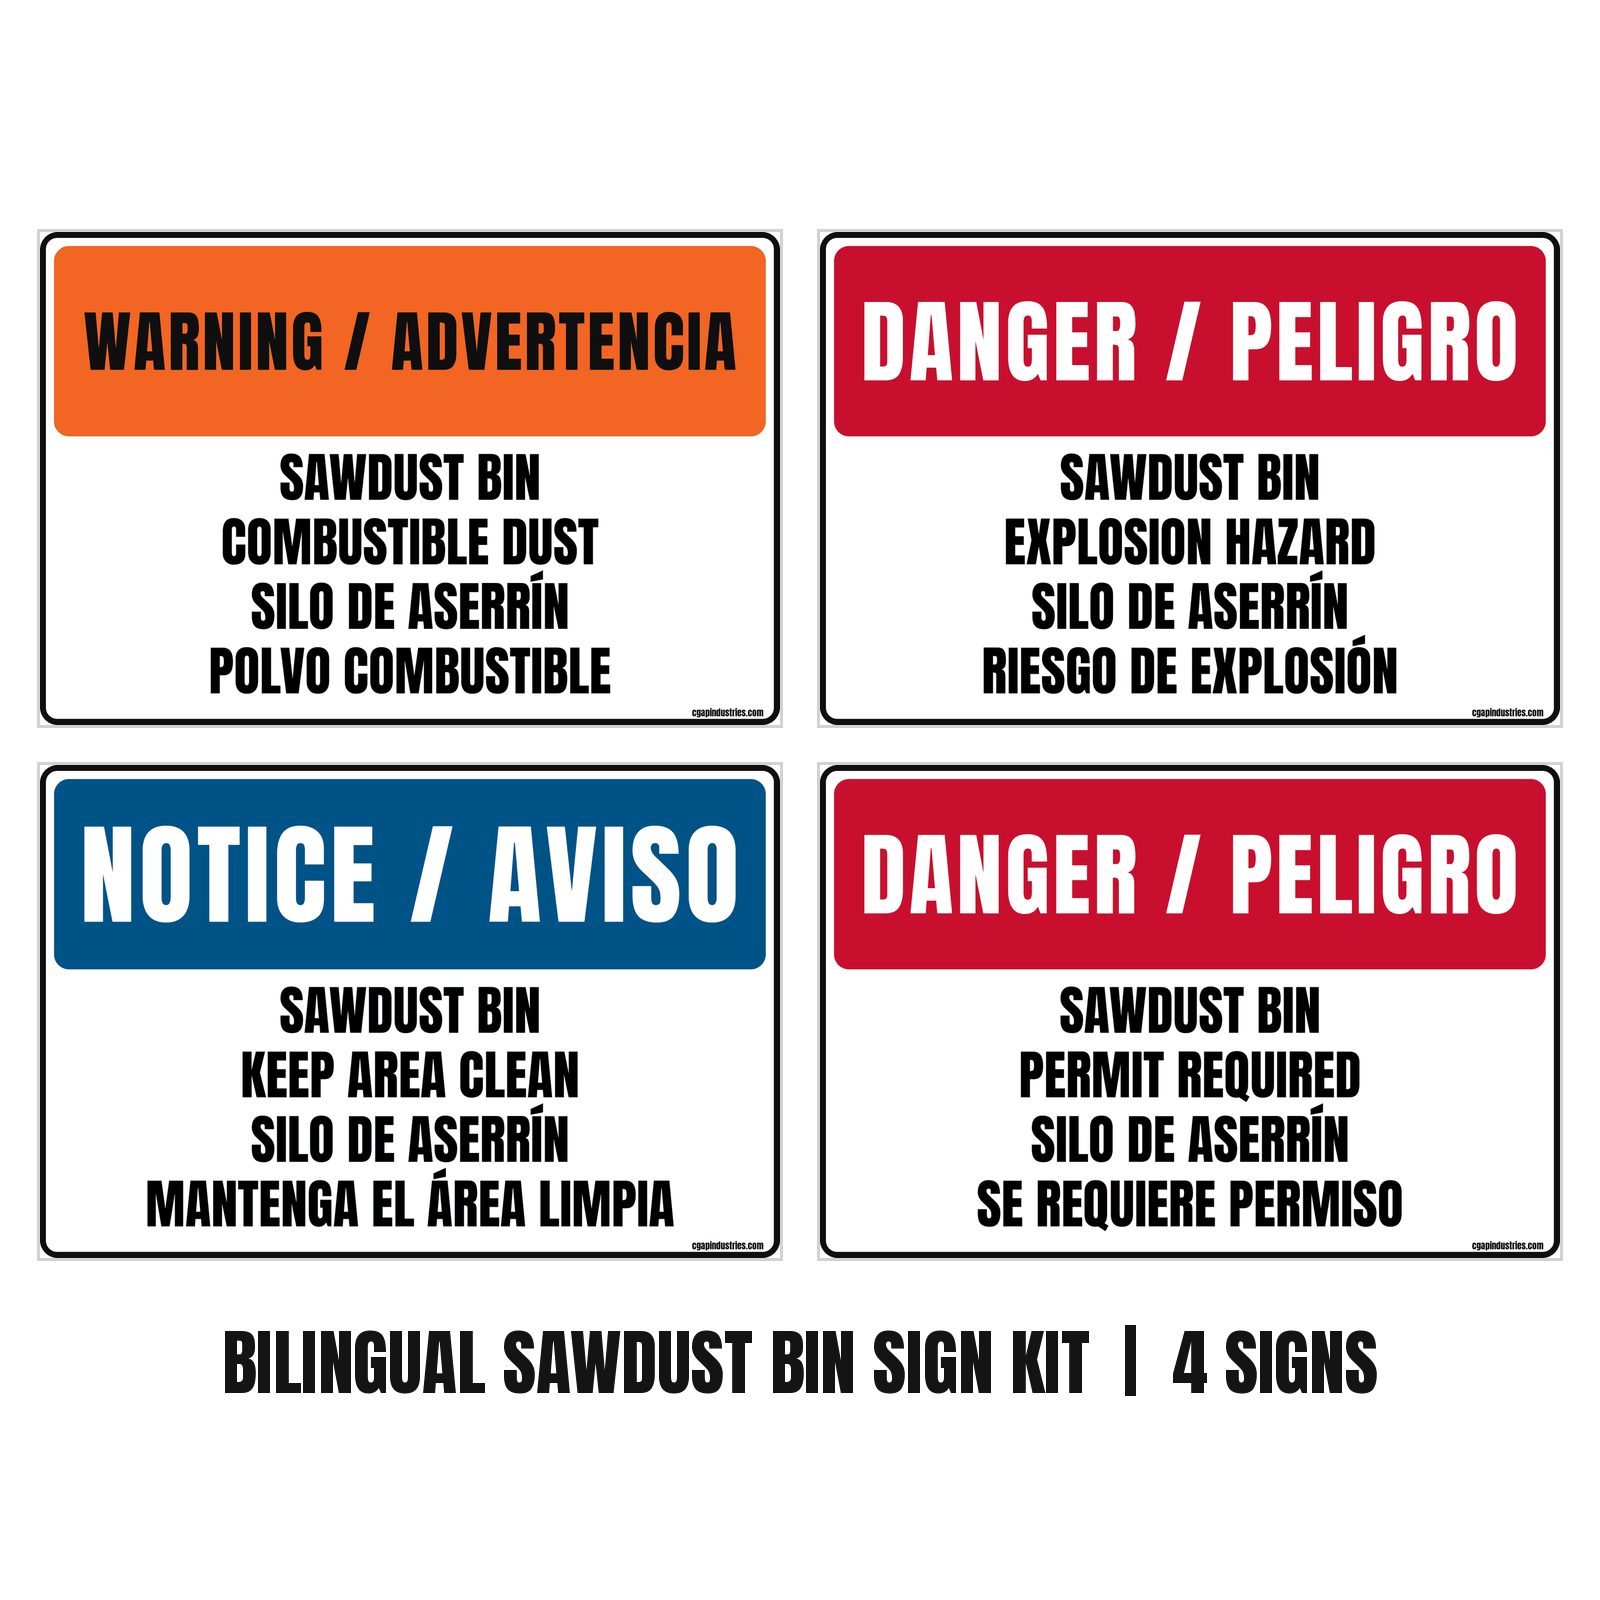 WARNING / ADVERTENCIA
SAWDUST BIN
COMBUSTIBLE DUST
SILO DE ASERRÍN
POLVO COMBUSTIBLE
cgapindustries.com
DANGER / PELIGRO
SAWDUST BIN
EXPLOSION HAZARD
SILO DE ASERRÍN
RIESGO DE EXPLOSIÓN
cgapindustries.com
NOTICE / AVISO
SAWDUST BIN
KEEP AREA CLEAN
SILO DE ASERRÍN
MANTENGA EL ÁREA LIMPIA
cgapindustries.com
DANGER / PELIGRO
SAWDUST BIN
PERMIT REQUIRED
SILO DE ASERRÍN
SE REQUIERE PERMISO
cgapindustries.com
BILINGUAL SAWDUST BIN SIGN KIT | 4 SIGNS